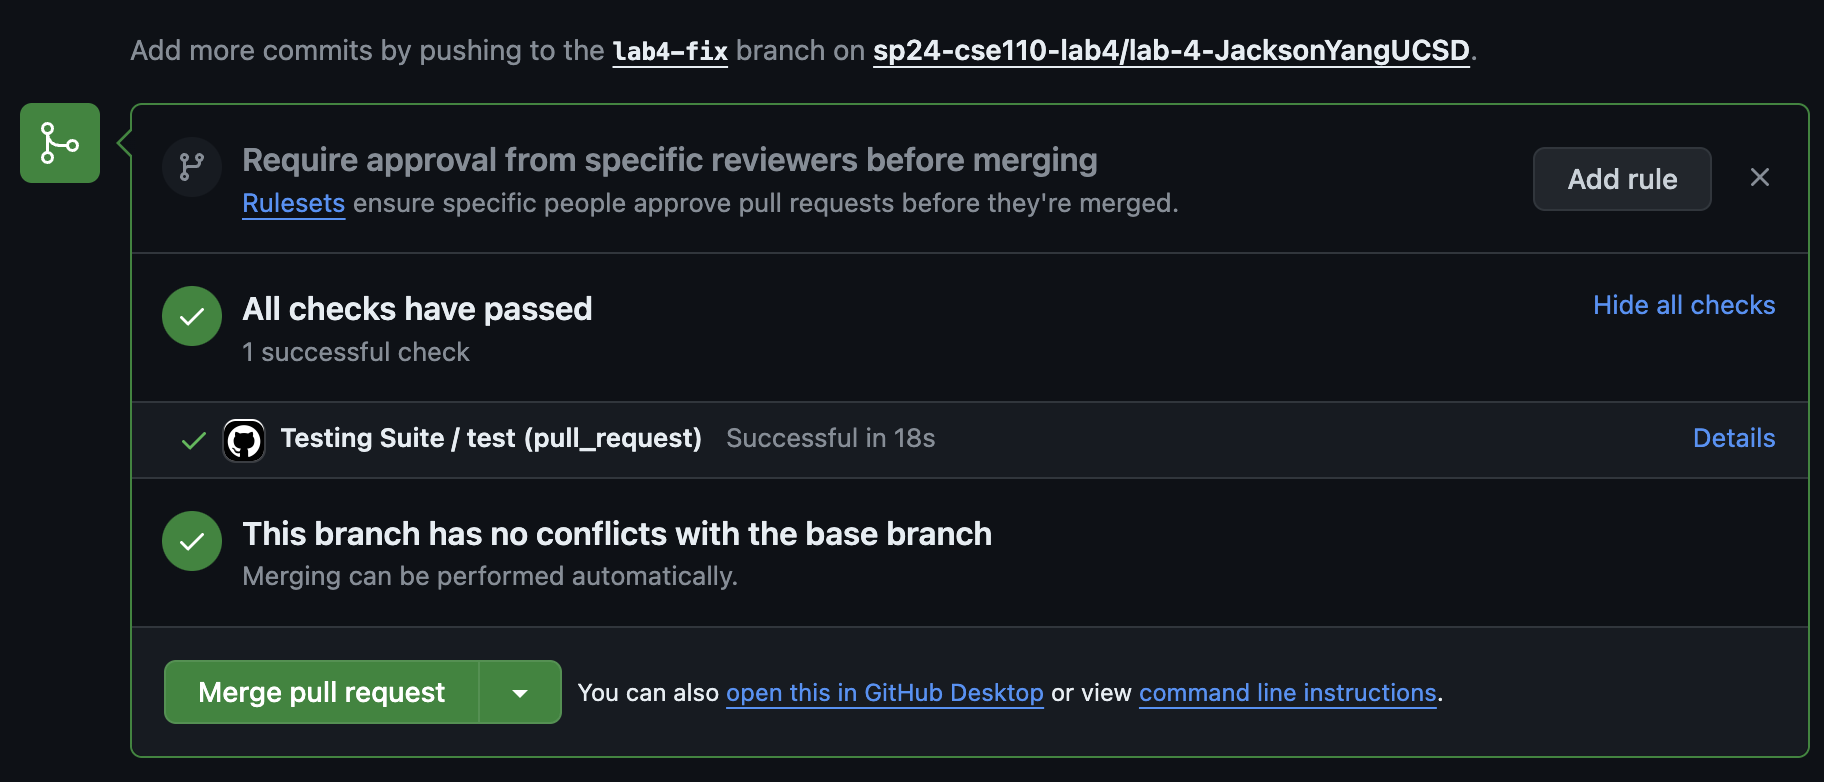 Add more commits by pushing to the lab4-fix branch on sp24-cse110-lab4/lab-4-JacksonYangUCSD.
Require approval from specific reviewers before merging
Rulesets ensure specific people approve pull requests before they're merged.
Add rule
All checks have passed
1 successful check
Hide all checks
Testing Suite / test (pull_request) Successful in 18s
Details
This branch has no conflicts with the base branch
Merging can be performed automatically.
Merge pull request
You can also open this in GitHub Desktop or view command line instructions.